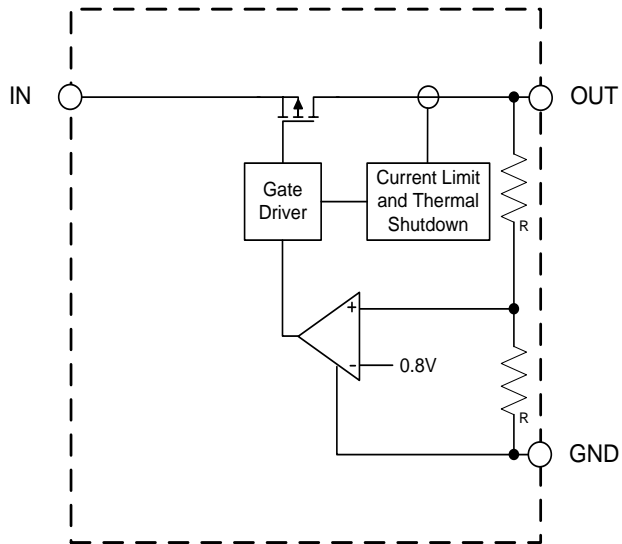 IN
OUT
Gate
Driver
Current Limit
and Thermal
Shutdown
R
+
-
0.8V
R
GND